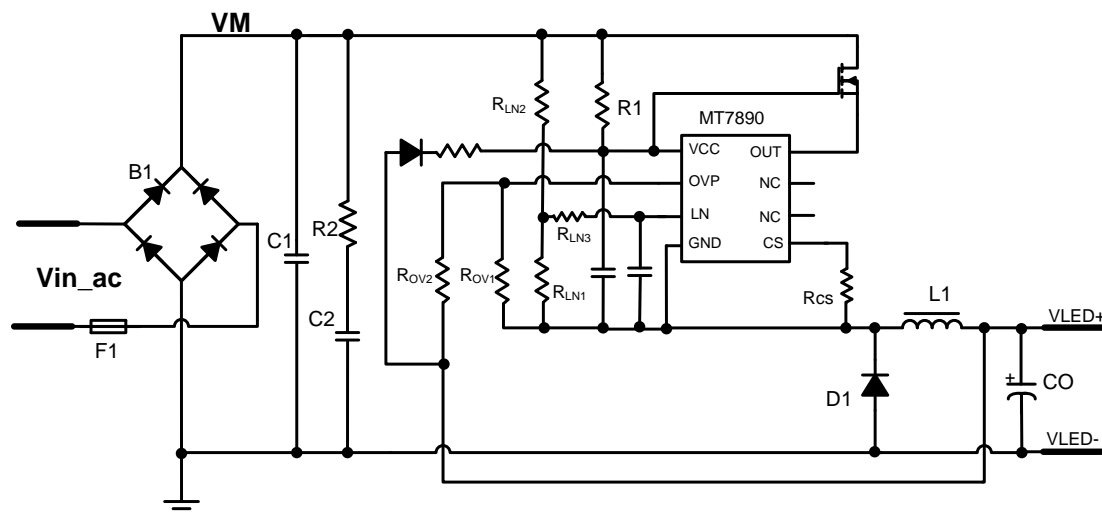 VM
R1
RLN2
MT7890
VCC
OUT
B1
OVP
NC
LN
NC
GND
CS
R2
C1
RLN3
ROV2
ROV1
RLN1
Rcs
Vin_ac
L1
F1
C2
VLED+
D1
CO
+
VLED-